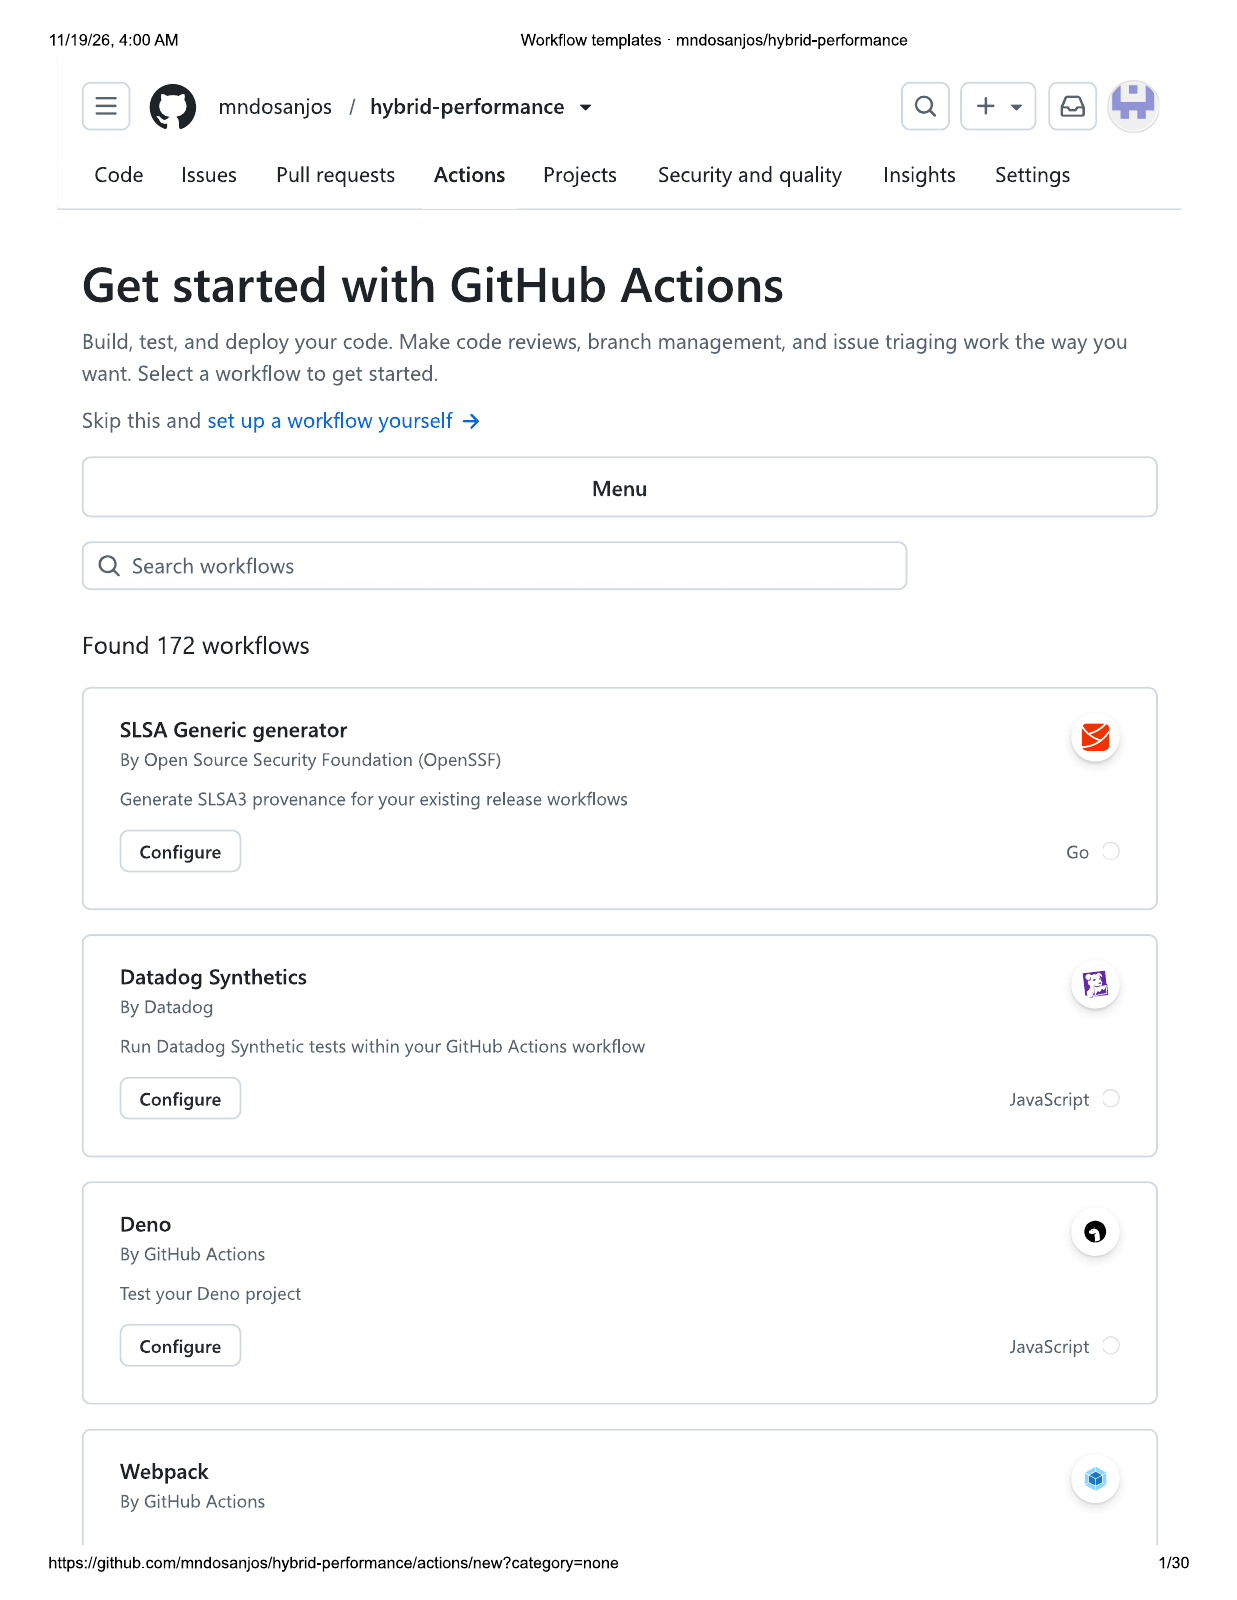 11/19/26, 4:00 AM
Workflow templates · mndosanjos/hybrid-performance
mndosanjos / hybrid-performance
Code Issues Pull requests Actions Projects Security and quality Insights Settings
Get started with GitHub Actions
Build, test, and deploy your code. Make code reviews, branch management, and issue triaging work the way you
want. Select a workflow to get started.
Skip this and set up a workflow yourself →
Menu
Search workflows
Found 172 workflows
SLSA Generic generator
By Open Source Security Foundation (OpenSSF)
Generate SLSA3 provenance for your existing release workflows
Configure
Go
Datadog Synthetics
By Datadog
Run Datadog Synthetic tests within your GitHub Actions workflow
Configure
JavaScript
Deno
By GitHub Actions
Test your Deno project
Configure
JavaScript
Webpack
By GitHub Actions
https://github.com/mndosanjos/hybrid-performance/actions/new?category=none
1/30